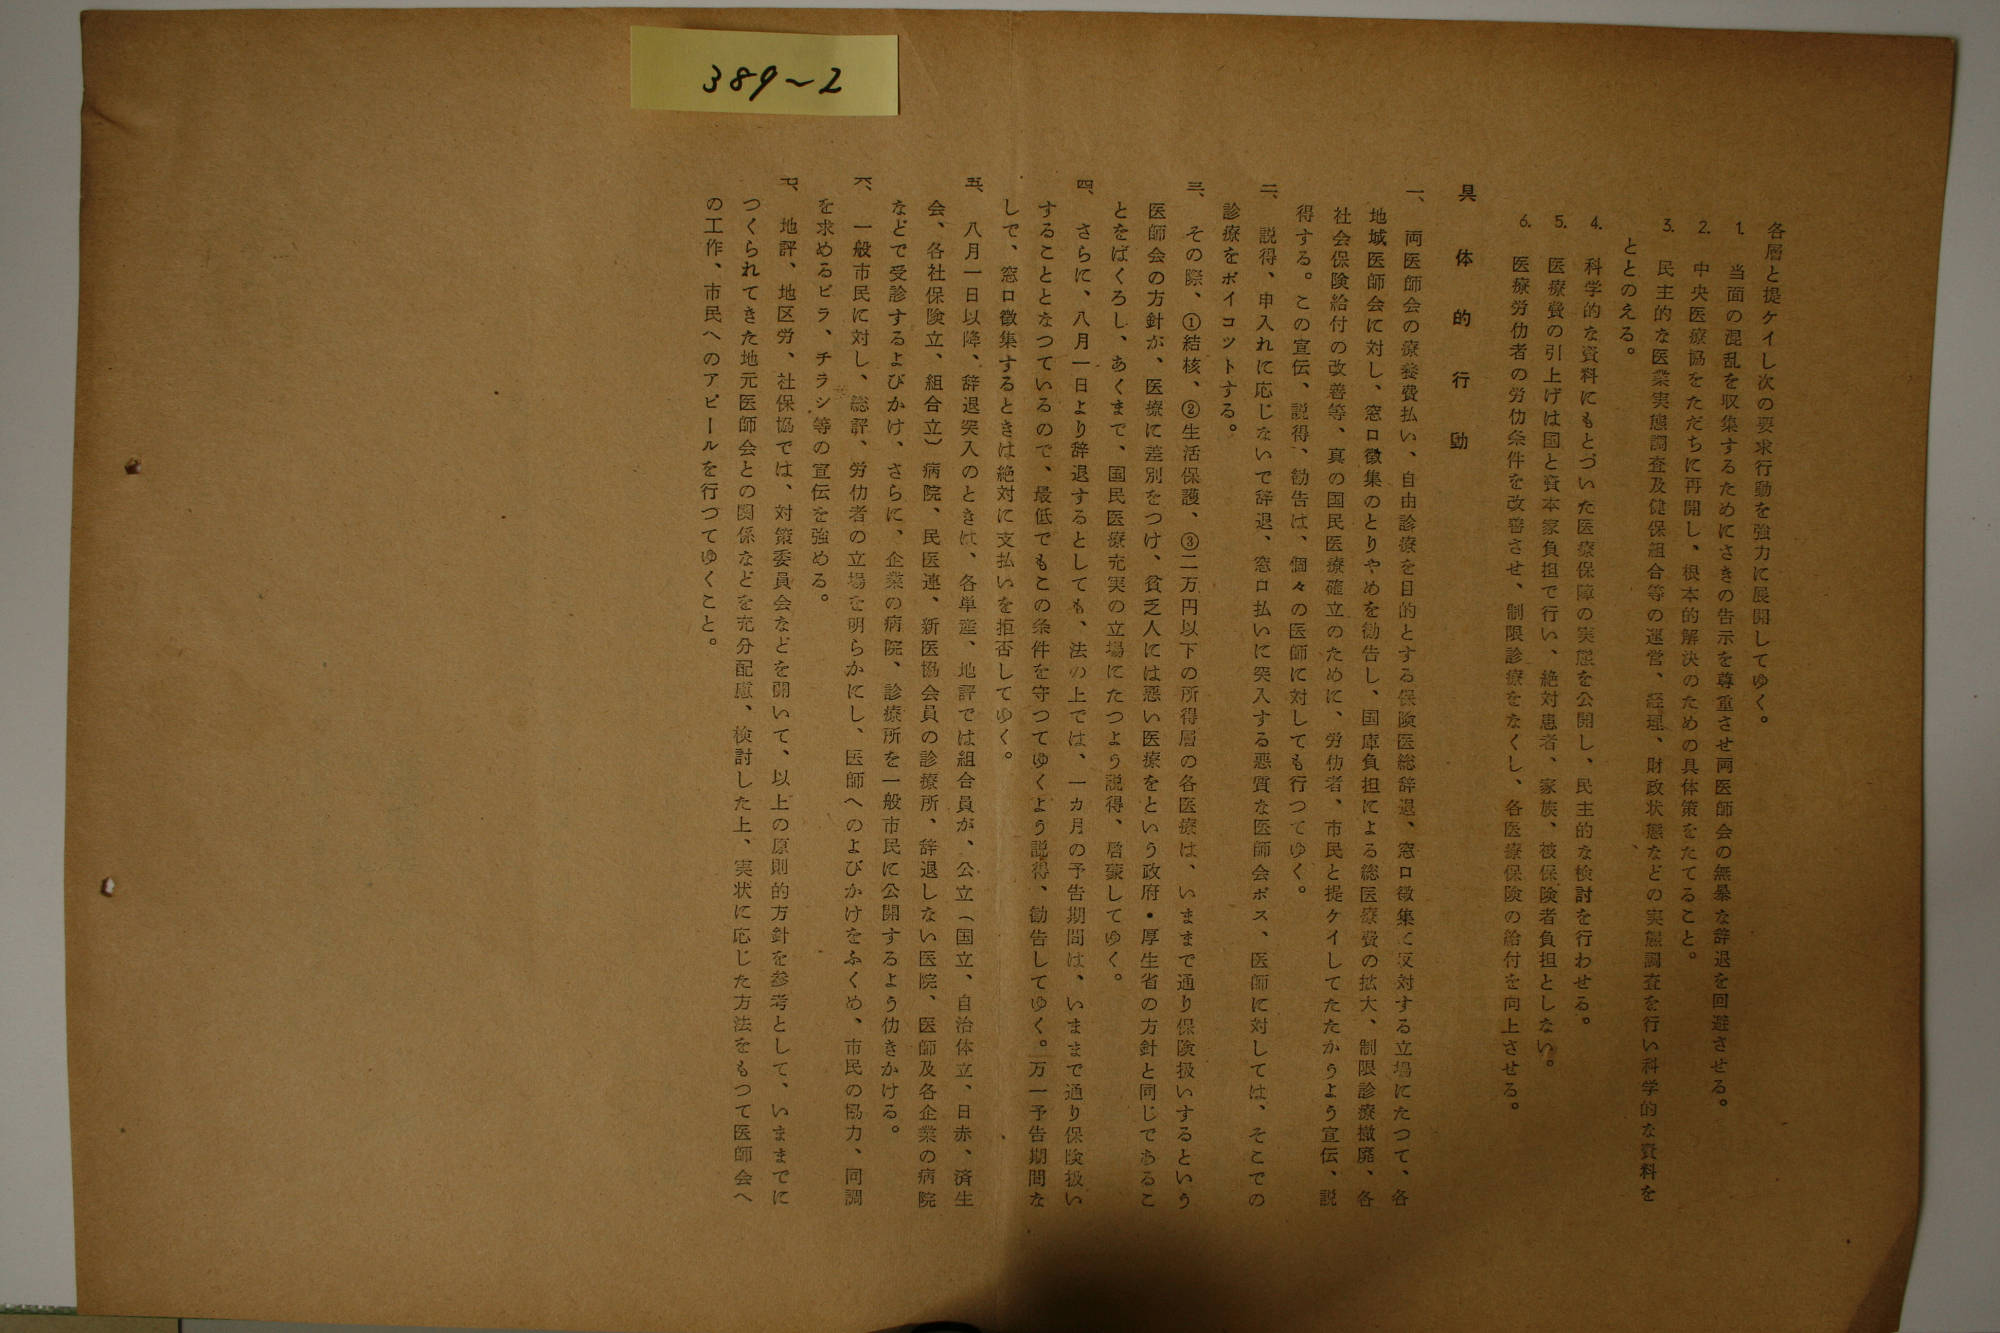 389～2
各層と提ケイし次の要求行動を強力に展開してゆく。
1. 当面の混乱を収集するためにさきの告示を尊重させ両医師会の無暴な辞退を回避させる。
2. 中央医療協をただちに再開し、根本的解決のための具体策をたてること。
3. 民主的な医業実態調査及健保組合等の運営、経理、財政状態などの実態調査を行い科学的な資料を
ととのえる。
4. 科学的な資料にもとづいた医療保障の実態を公開し、民主的な検討を行わせる。
5. 医療費の引上げは国と資本家負担で行い、絶対患者、家族、被保険者負担としない。
6. 医療労仂者の労仂条件を改善させ、制限診療をなくし、各医療保険の給付を向上させる。
具体的行動
一、両医師会の療養費払い、自由診療を目的とする保険医総辞退、窓口徴集に反対する立場にたつて、各
地城医師会に対し、窓口徴集のとりやめを勧告し、国庫負担による総医療費の拡大、制限診療撤廃、各
社会保険給付の改善等、真の国民医療確立のために、労仂者、市民と提ケイしてたたかうよう宣伝、説
得する。この宣伝、説得、勧告は、個々の医師に対しても行つてゆく。
二、説得、申入れに応じないで辞退、窓口払いに突入する悪質な医師会ボス、医師に対しては、そこでの
診療をボイコツトする。
三、その際、①結核、②生活保護、③二万円以下の所得層の各医療は、いままで通り保険扱いするという
医師会の方針が、医療に差別をつけ、貧乏人には悪い医療をという政府・厚生省の方針と同じであるこ
とをばくろし、あくまで、国民医療充実の立場にたつよう説得、啓蒙してゆく。
四、さらに、八月一日より辞退するとしても、法の上では、一カ月の予告期間は、いままで通り保険扱い
することとなつているので、最低でもこの条件を守つてゆくよう説得、勧告してゆく。万一予告期間な
しで、窓口徴集するときは絶対に支払いを拒否してゆく。
五、八月一日以降、辞退突入のときは、各単産、地評では組合員が、公立（国立、自治体立、日赤、済生
会、各社保険立、組合立）病院、民医連、新医協会員の診療所、辞退しない医院、医師及各企業の病院
などで受診するよびかけ、さらに、企業の病院、診療所を一般市民に公開するよう仂きかける。
六、一般市民に対し、総評、労仂者の立場を明らかにし、医師へのよびかけをふくめ、市民の協力、同調
を求めるビラ、チラシ等の宣伝を強める。
七、地評、地区労、社保協では、対策委員会などを開いて、以上の原則的方針を参考として、いままでに
つくられてきた地元医師会との関係などを充分配慮、検討した上、実状に応じた方法をもつて医師会へ
の工作、市民へのアピールを行つてゆくこと。